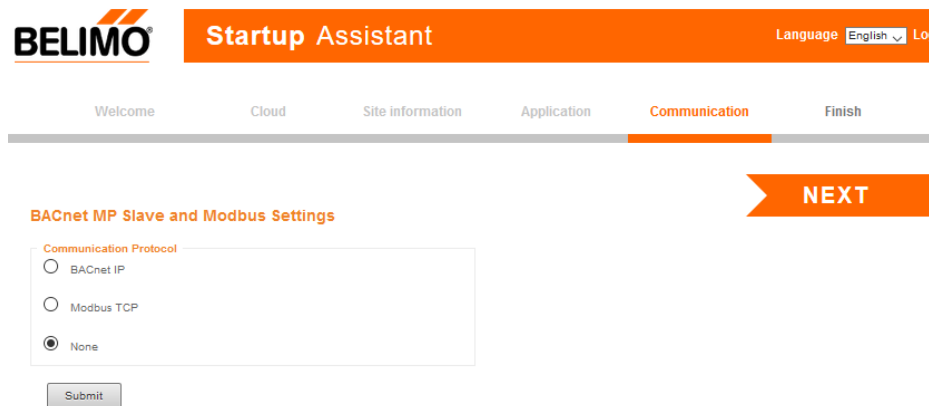 BELIMO®
Startup Assistant
Language English Lo
Welcome Cloud Site information Application Communication Finish
NEXT
BACnet MP Slave and Modbus Settings
Communication Protocol
BACnet IP
Modbus TCP
None
Submit